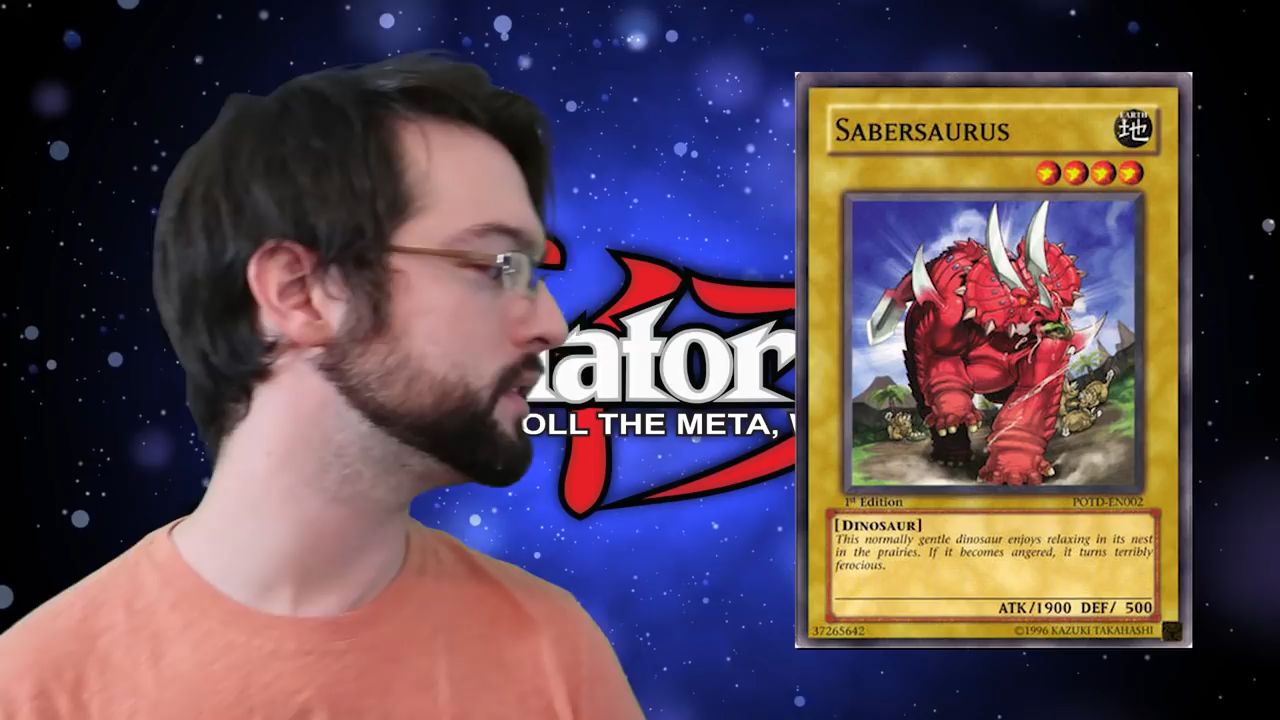 SABERSAURUS
EARTH
地
nator
OLL THE META,
1st Edition
POTD-EN002
[DINOSAUR]
This normally gentle dinosaur enjoys relaxing in its nest
in the prairies. If it becomes angered, it turns terribly
ferocious.
ATK/1900 DEF/ 500
37265642
©1996 KAZUKI TAKAHASHI